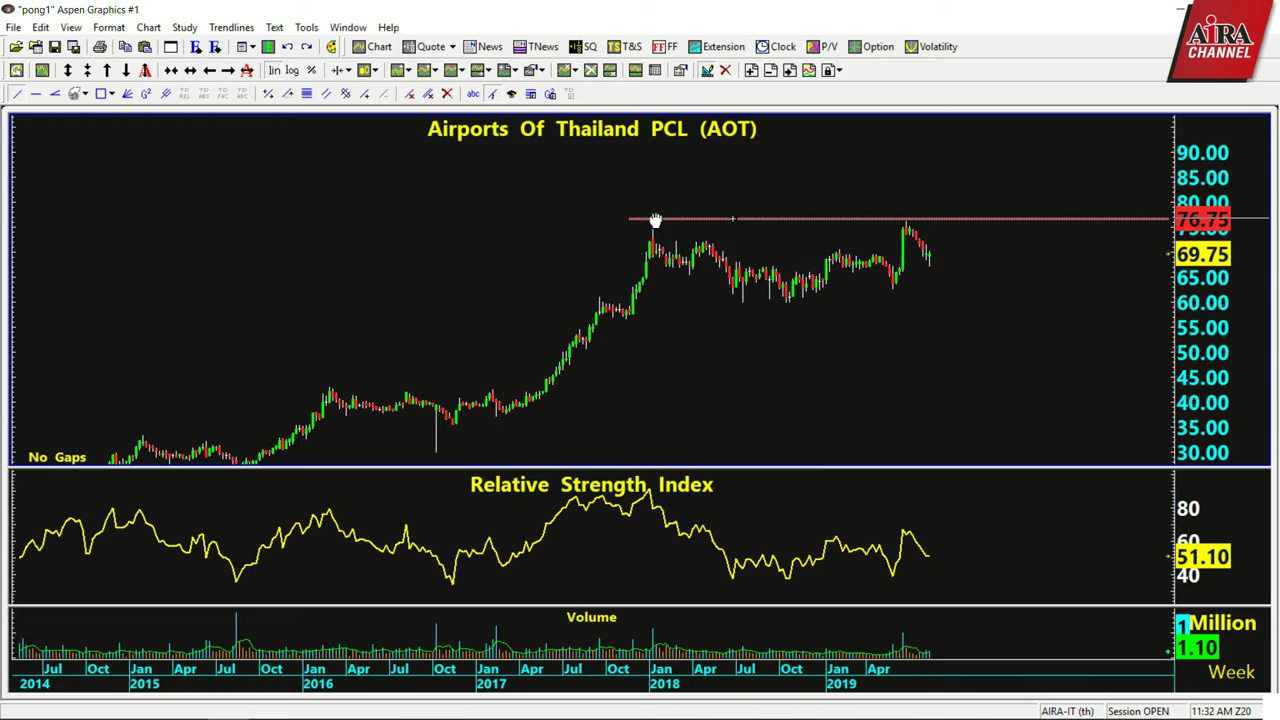 "pong1" Aspen Graphics #1
File Edit View Format Chart Study Trendlines Text Tools Window Help
AIRA
CHANNEL
Chart Quote News TNews SQ T&S FF Extension Clock P/V Option Volatility
lin log %
abc
Airports Of Thailand PCL (AOT)
90.00
85.00
80.00
76.75
75.00
69.75
65.00
60.00
55.00
50.00
45.00
40.00
35.00
30.00
No Gaps
Relative Strength Index
80
60
51.10
40
Volume
1 Million
1.10
Jul Oct Jan Apr Jul Oct Jan Apr Jul Oct Jan Apr Jul Oct Jan Apr Jul Oct Jan Apr
2014 2015 2016 2017 2018 2019
Week
AIRA-IT (th) Session OPEN 11:32 AM Z20